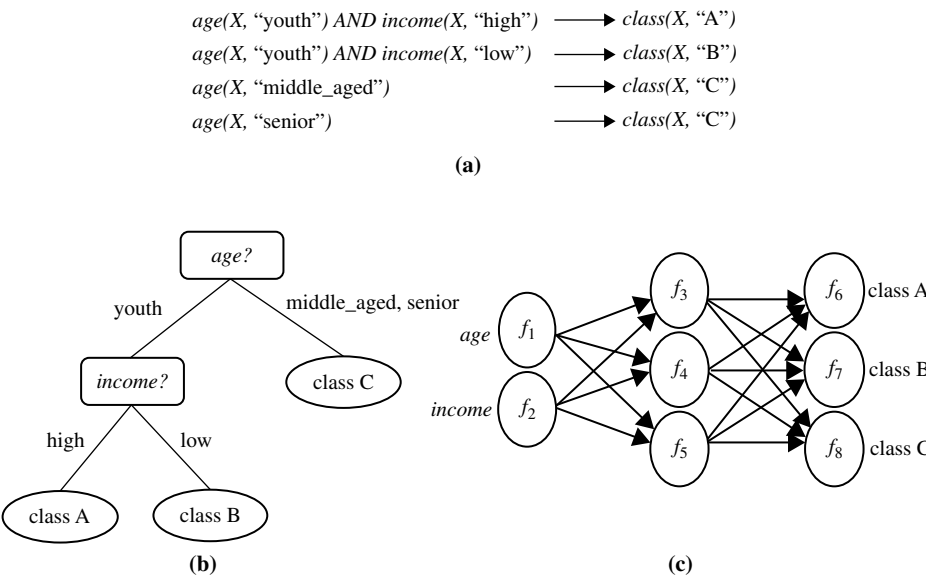 age(X, “youth”) AND income(X, “high”) class(X, “A”)
age(X, “youth”) AND income(X, “low”) class(X, “B”)
age(X, “middle_aged”) class(X, “C”)
age(X, “senior”) class(X, “C”)
(a)
age?
youth
middle_aged, senior
income?
class C
high
low
class A
class B
(b)
age
income
f1
f2
f3
f4
f5
f6
f7
f8
class A
class B
class C
(c)